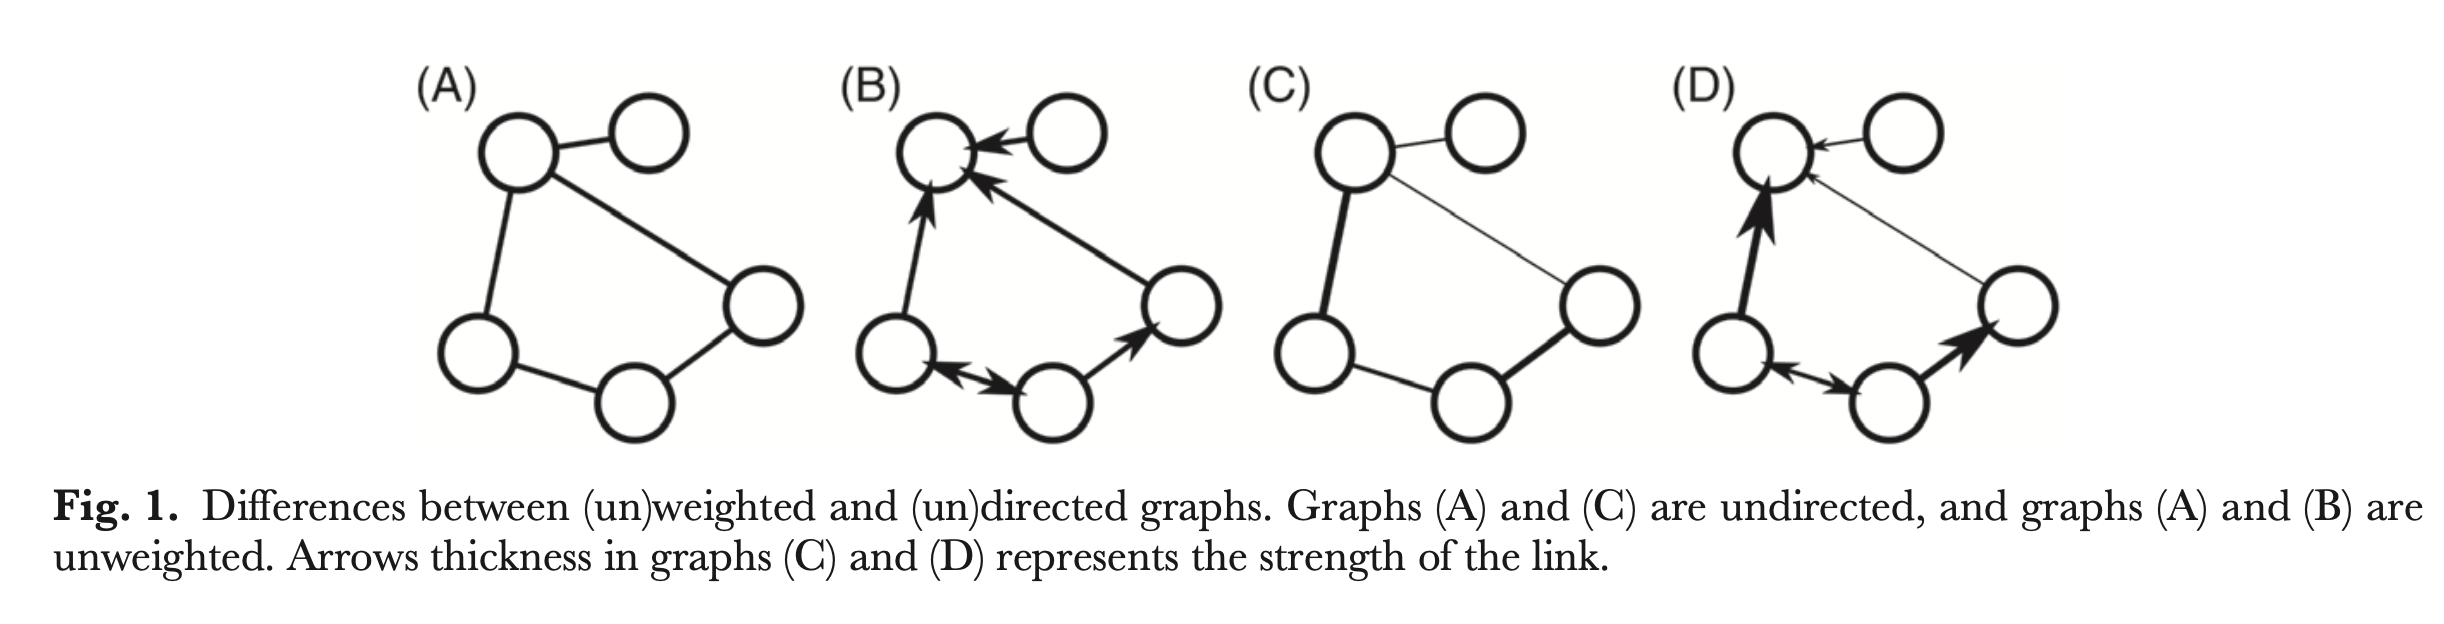 (A)
(B)
(C)
(D)
Fig. 1. Differences between (un)weighted and (un)directed graphs. Graphs (A) and (C) are undirected, and graphs (A) and (B) are
unweighted. Arrows thickness in graphs (C) and (D) represents the strength of the link.